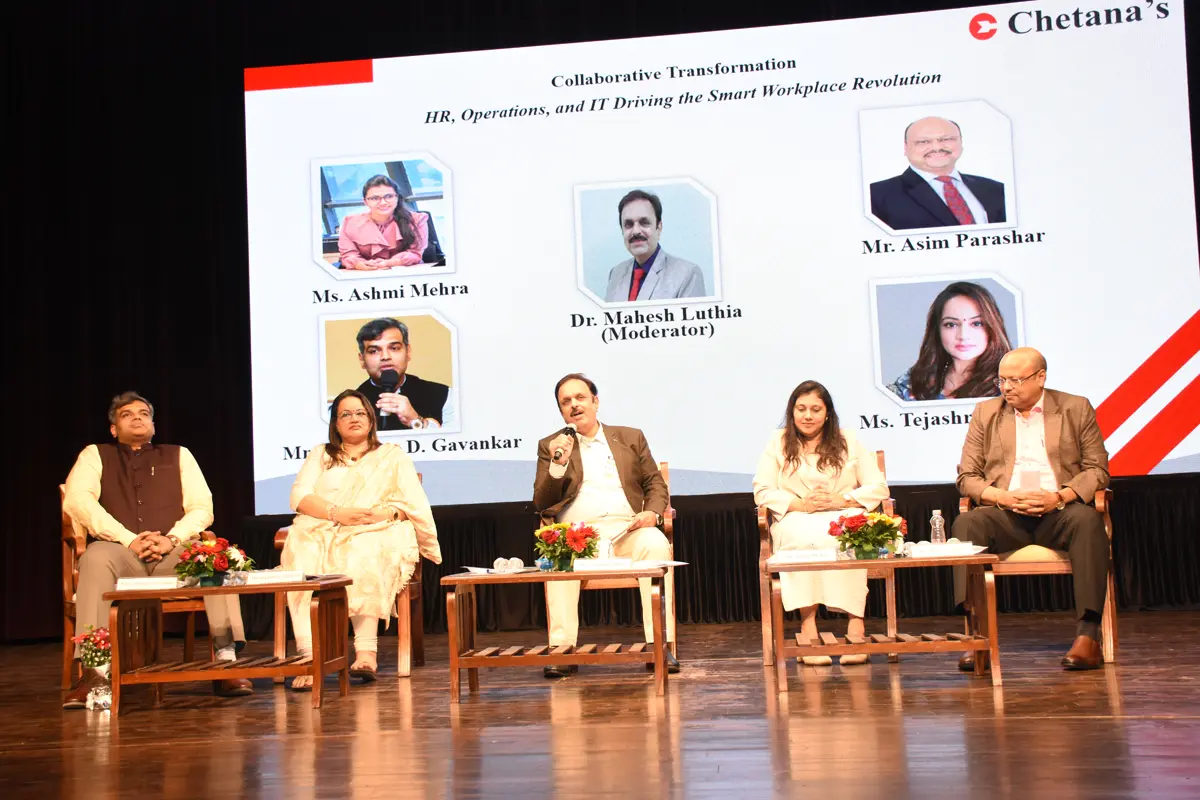 Chetana's
Collaborative Transformation
HR, Operations, and IT Driving the Smart Workplace Revolution
Ms. Ashmi Mehra
Dr. Mahesh Luthia
(Moderator)
Mr. Asim Parashar
D. Gavankar
Ms.